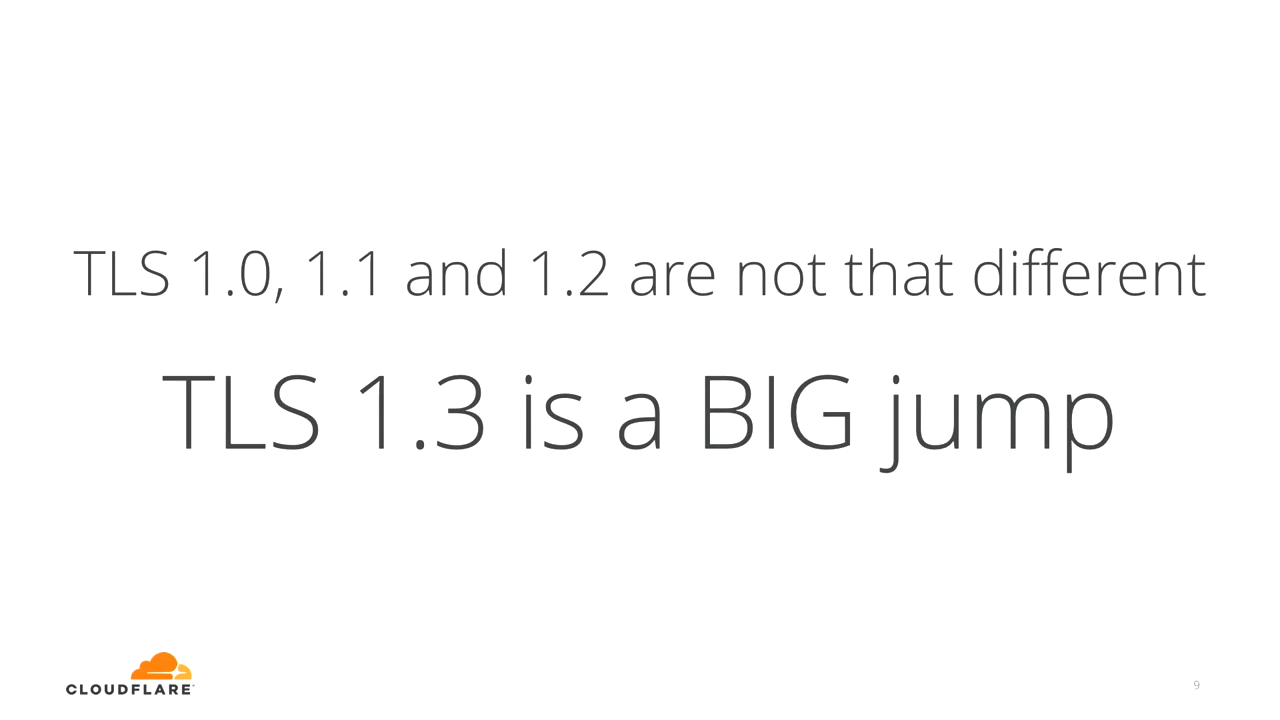 TLS 1.0, 1.1 and 1.2 are not that different
TLS 1.3 is a BIG jump
CLOUDFLARE
9